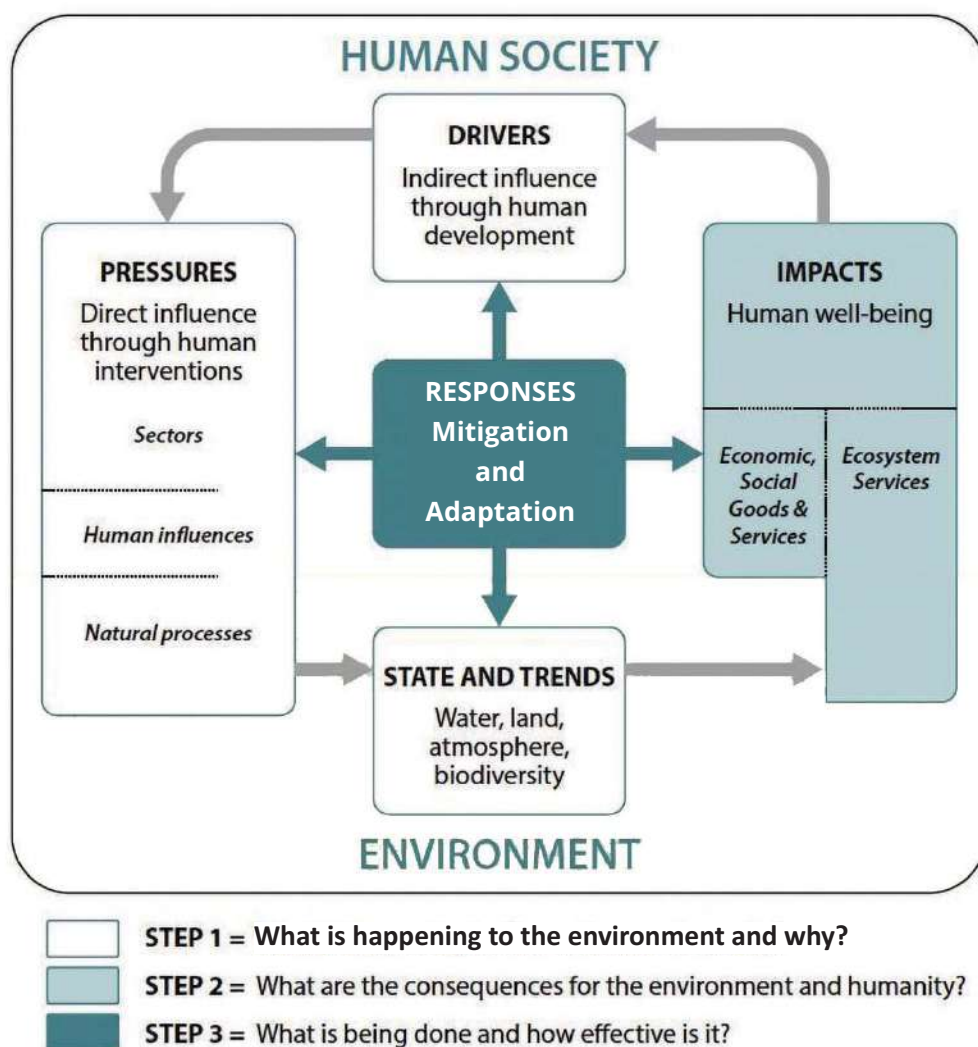 HUMAN SOCIETY
DRIVERS
Indirect influence
through human
development
PRESSURES
Direct influence
through human
interventions
Sectors
Human influences
Natural processes
RESPONSES
Mitigation
and
Adaptation
IMPACTS
Human well-being
Economic,
Social
Goods &
Services
Ecosystem
Services
STATE AND TRENDS
Water, land,
atmosphere,
biodiversity
ENVIRONMENT
STEP 1 = What is happening to the environment and why?
STEP 2 = What are the consequences for the environment and humanity?
STEP 3 = What is being done and how effective is it?